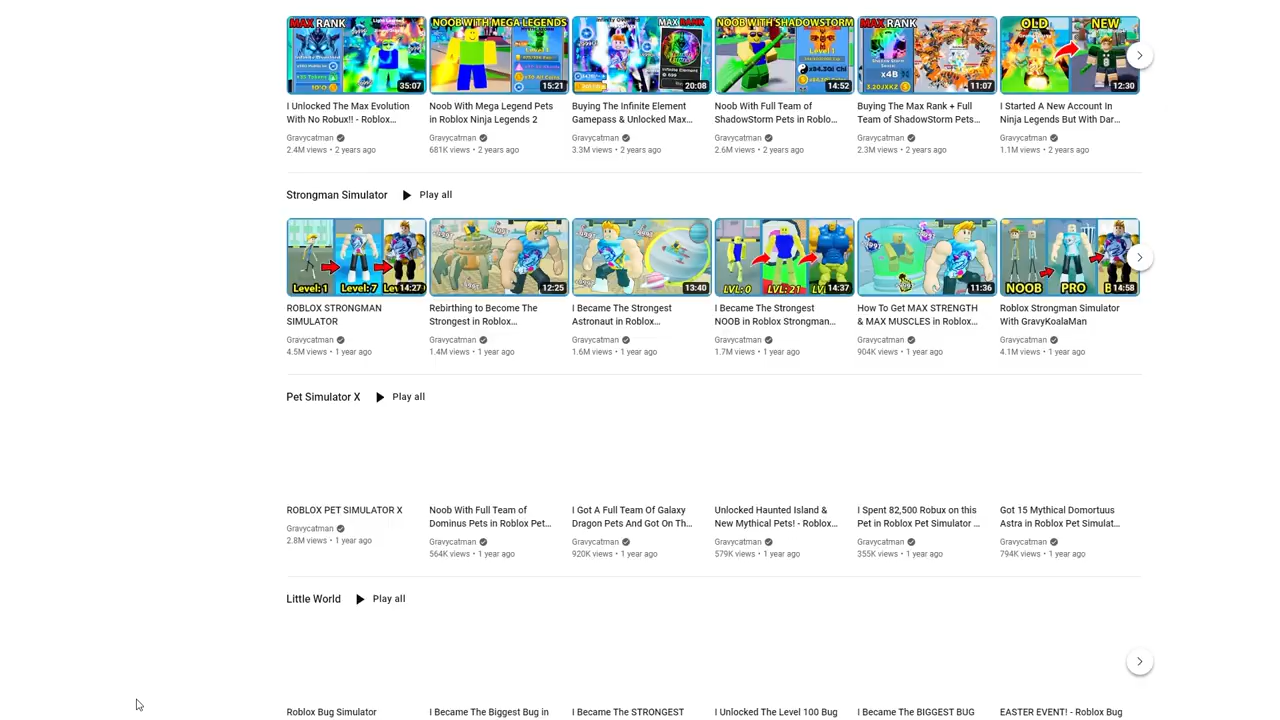 MAX RANK
35:07
NOOB WITH MEGA LEGENDS
15:21
MAX RANK
20:08
NOOB WITH SHADOWSTORM
14:52
MAX RANK
x4B
11:07
OLD NEW
12:30
I Unlocked The Max Evolution
With No Robux!! - Roblox...
Gravycatman
2.4M views • 2 years ago
Noob With Mega Legend Pets
in Roblox Ninja Legends 2
Gravycatman
681K views • 2 years ago
Buying The Infinite Element
Gamepass & Unlocked Max...
Gravycatman
3.3M views • 2 years ago
Noob With Full Team of
ShadowStorm Pets in Roblo...
Gravycatman
2.6M views • 2 years ago
Buying The Max Rank + Full
Team of ShadowStorm Pets...
Gravycatman
2.3M views • 2 years ago
I Started A New Account In
Ninja Legends But With Dar...
Gravycatman
1.1M views • 2 years ago
Strongman Simulator Play all
Level: 1 Level: 7
14:27
12:25
13:40
LVL: 0 LVL: 21
14:37
11:36
NOOB PRO
14:58
ROBLOX STRONGMAN
SIMULATOR
Gravycatman
4.5M views • 1 year ago
Rebirthing to Become The
Strongest in Roblox...
Gravycatman
1.4M views • 1 year ago
I Became The Strongest
Astronaut in Roblox...
Gravycatman
1.6M views • 1 year ago
I Became The Strongest
NOOB in Roblox Strongman...
Gravycatman
1.7M views • 1 year ago
How To Get MAX STRENGTH
& MAX MUSCLES in Roblox...
Gravycatman
904K views • 1 year ago
Roblox Strongman Simulator
With GravyKoalaMan
Gravycatman
4.1M views • 1 year ago
Pet Simulator X Play all
ROBLOX PET SIMULATOR X
Gravycatman
2.8M views • 1 year ago
Noob With Full Team of
Dominus Pets in Roblox Pet...
Gravycatman
564K views • 1 year ago
I Got A Full Team Of Galaxy
Dragon Pets And Got On Th...
Gravycatman
920K views • 1 year ago
Unlocked Haunted Island &
New Mythical Pets! - Roblox...
Gravycatman
579K views • 1 year ago
I Spent 82,500 Robux on this
Pet in Roblox Pet Simulator ...
Gravycatman
355K views • 1 year ago
Got 15 Mythical Domortuus
Astra in Roblox Pet Simulat...
Gravycatman
794K views • 1 year ago
Little World Play all
Roblox Bug Simulator
I Became The Biggest Bug in
I Became The STRONGEST
I Unlocked The Level 100 Bug
I Became The BIGGEST BUG
EASTER EVENT! - Roblox Bug